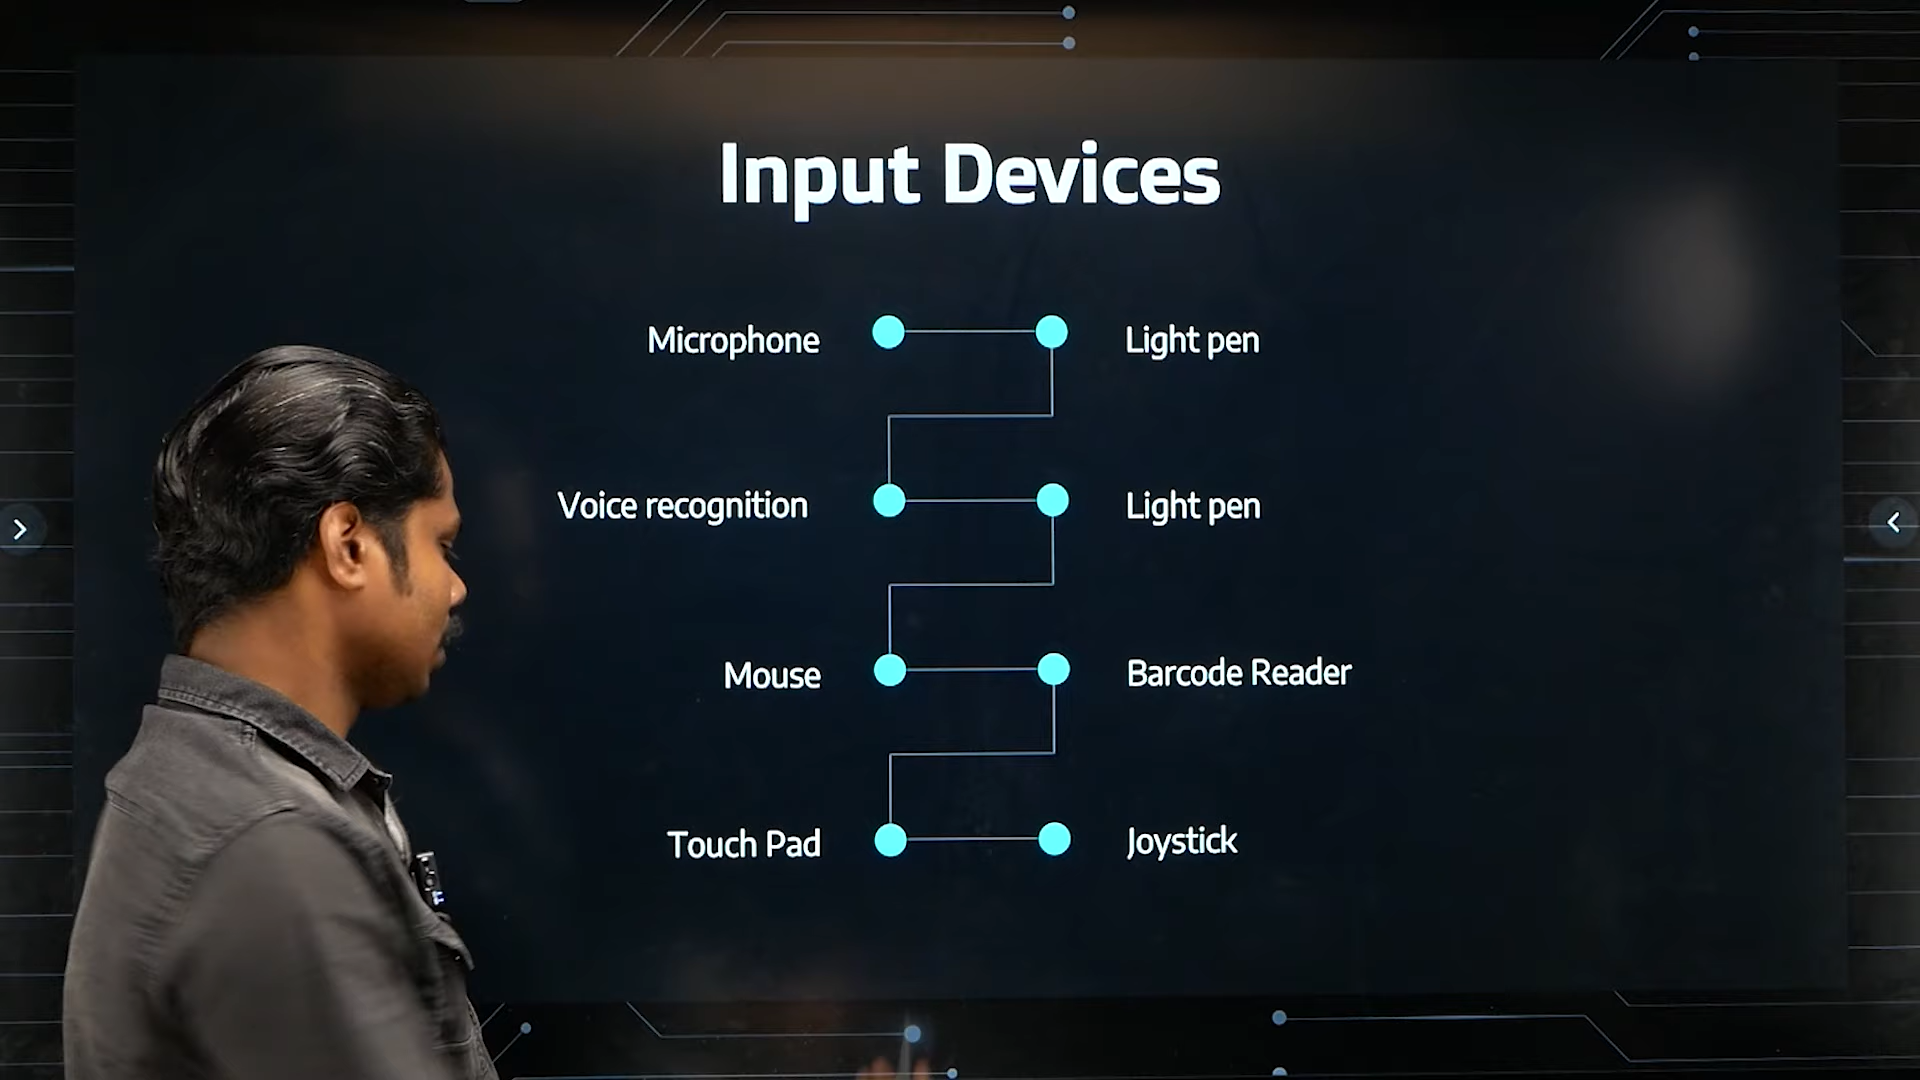 Input Devices
Microphone
Light pen
Voice recognition
Light pen
Mouse
Barcode Reader
Touch Pad
Joystick